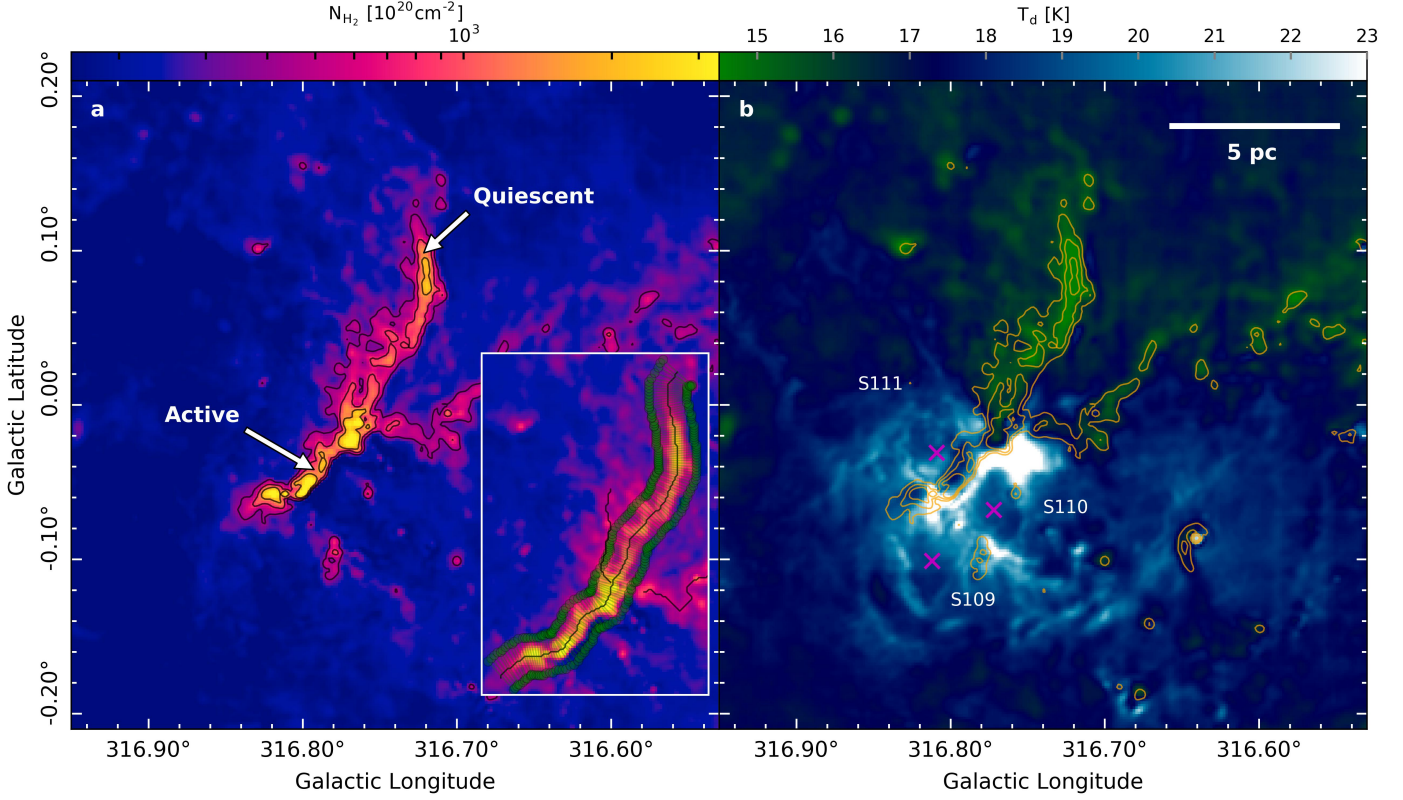 N_H₂ [10²⁰cm⁻²]
10³
T_d [K]
15 16 17 18 19 20 21 22 23
a
b
5 pc
Quiescent
Active
S111
S110
S109
0.20°
0.10°
0.00°
-0.10°
-0.20°
Galactic Latitude
316.90° 316.80° 316.70° 316.60°
316.90° 316.80° 316.70° 316.60°
Galactic Longitude
Galactic Longitude